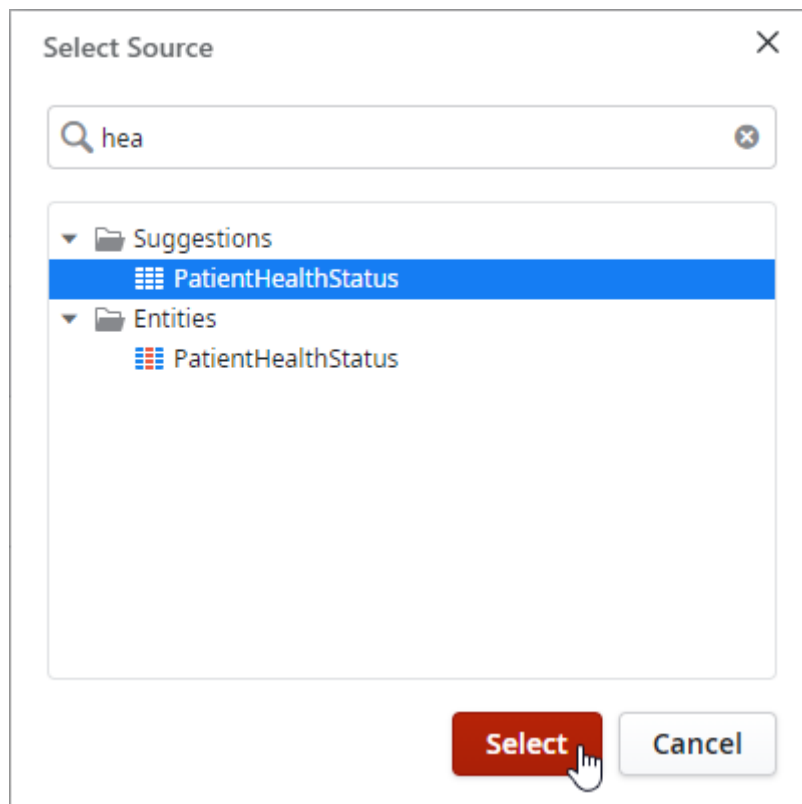 Select Source
hea
Suggestions
PatientHealthStatus
Entities
PatientHealthStatus
Select
Cancel